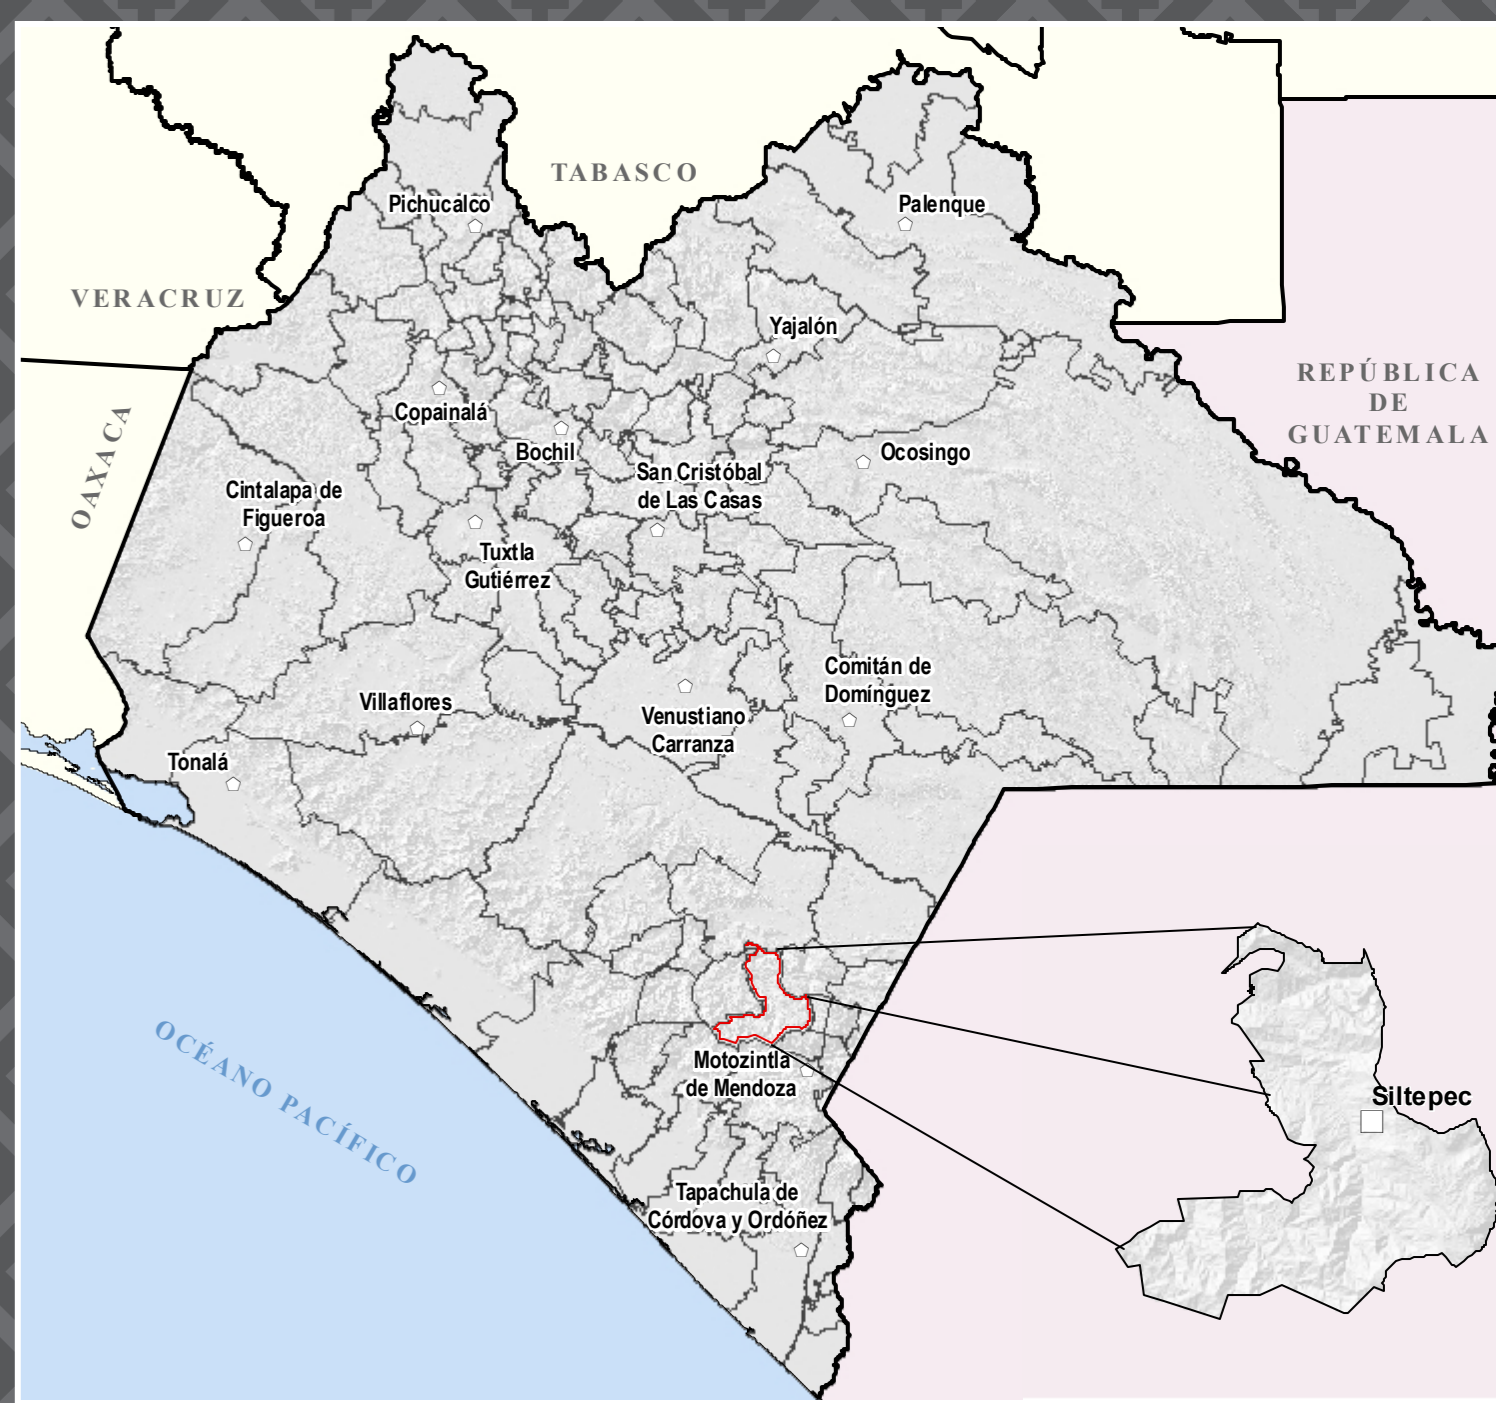 TABASCO
Pichucalco
Palenque
VERACRUZ
Yajalón
REPÚBLICA
DE
GUATEMALA
OAXACA
Copainalá
Bochil
Ocosingo
San Cristóbal
de Las Casas
Cintalapa de
Figueroa
Tuxtla
Gutiérrez
Comitán de
Domínguez
Villaflores
Venustiano
Carranza
Tonalá
OCÉANO PACÍFICO
Motozintla
de Mendoza
Siltepec
Tapachula de
Córdova y Ordóñez